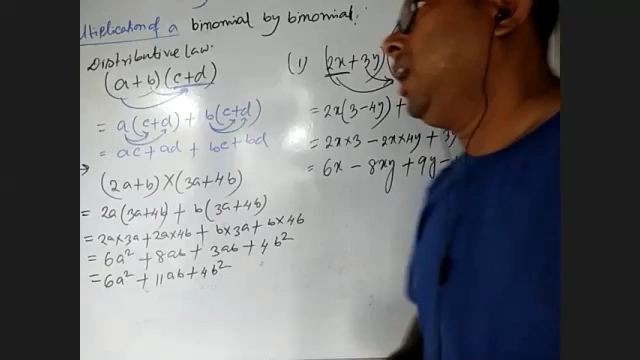 Multiplication of a binomial by binomial.
Distributive Law:
(a+b) (c+d)
= a(c+d) + b(c+d)
= ac + ad + bc + bd
(2a+b) × (3a+4b)
= 2a(3a+4b) + b(3a+4b)
= 2a×3a + 2a×4b + b×3a + b×4b
= 6a² + 8ab + 3ab + 4b²
= 6a² + 11ab + 4b²
(1) (2x+3y)
= 2x(3-4y) +
= 2x×3 - 2x×4y + 3y
= 6x - 8xy + 9y -